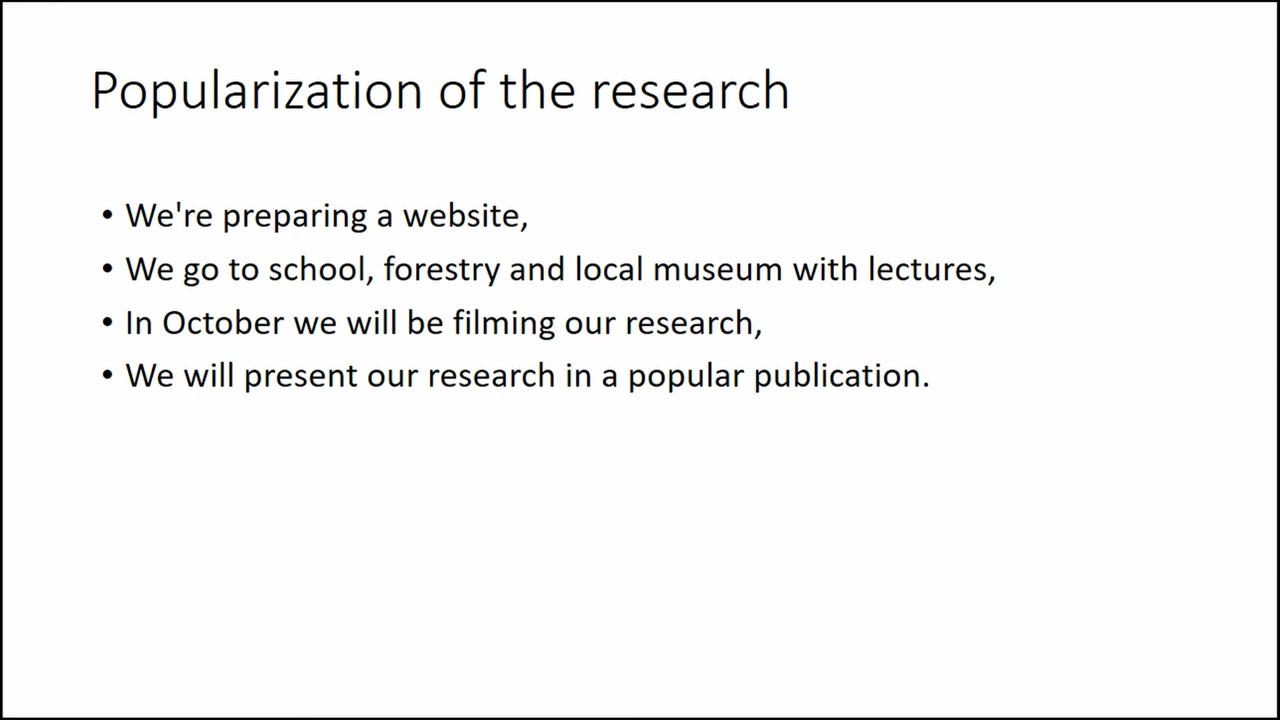 Popularization of the research
• We're preparing a website,
• We go to school, forestry and local museum with lectures,
• In October we will be filming our research,
• We will present our research in a popular publication.